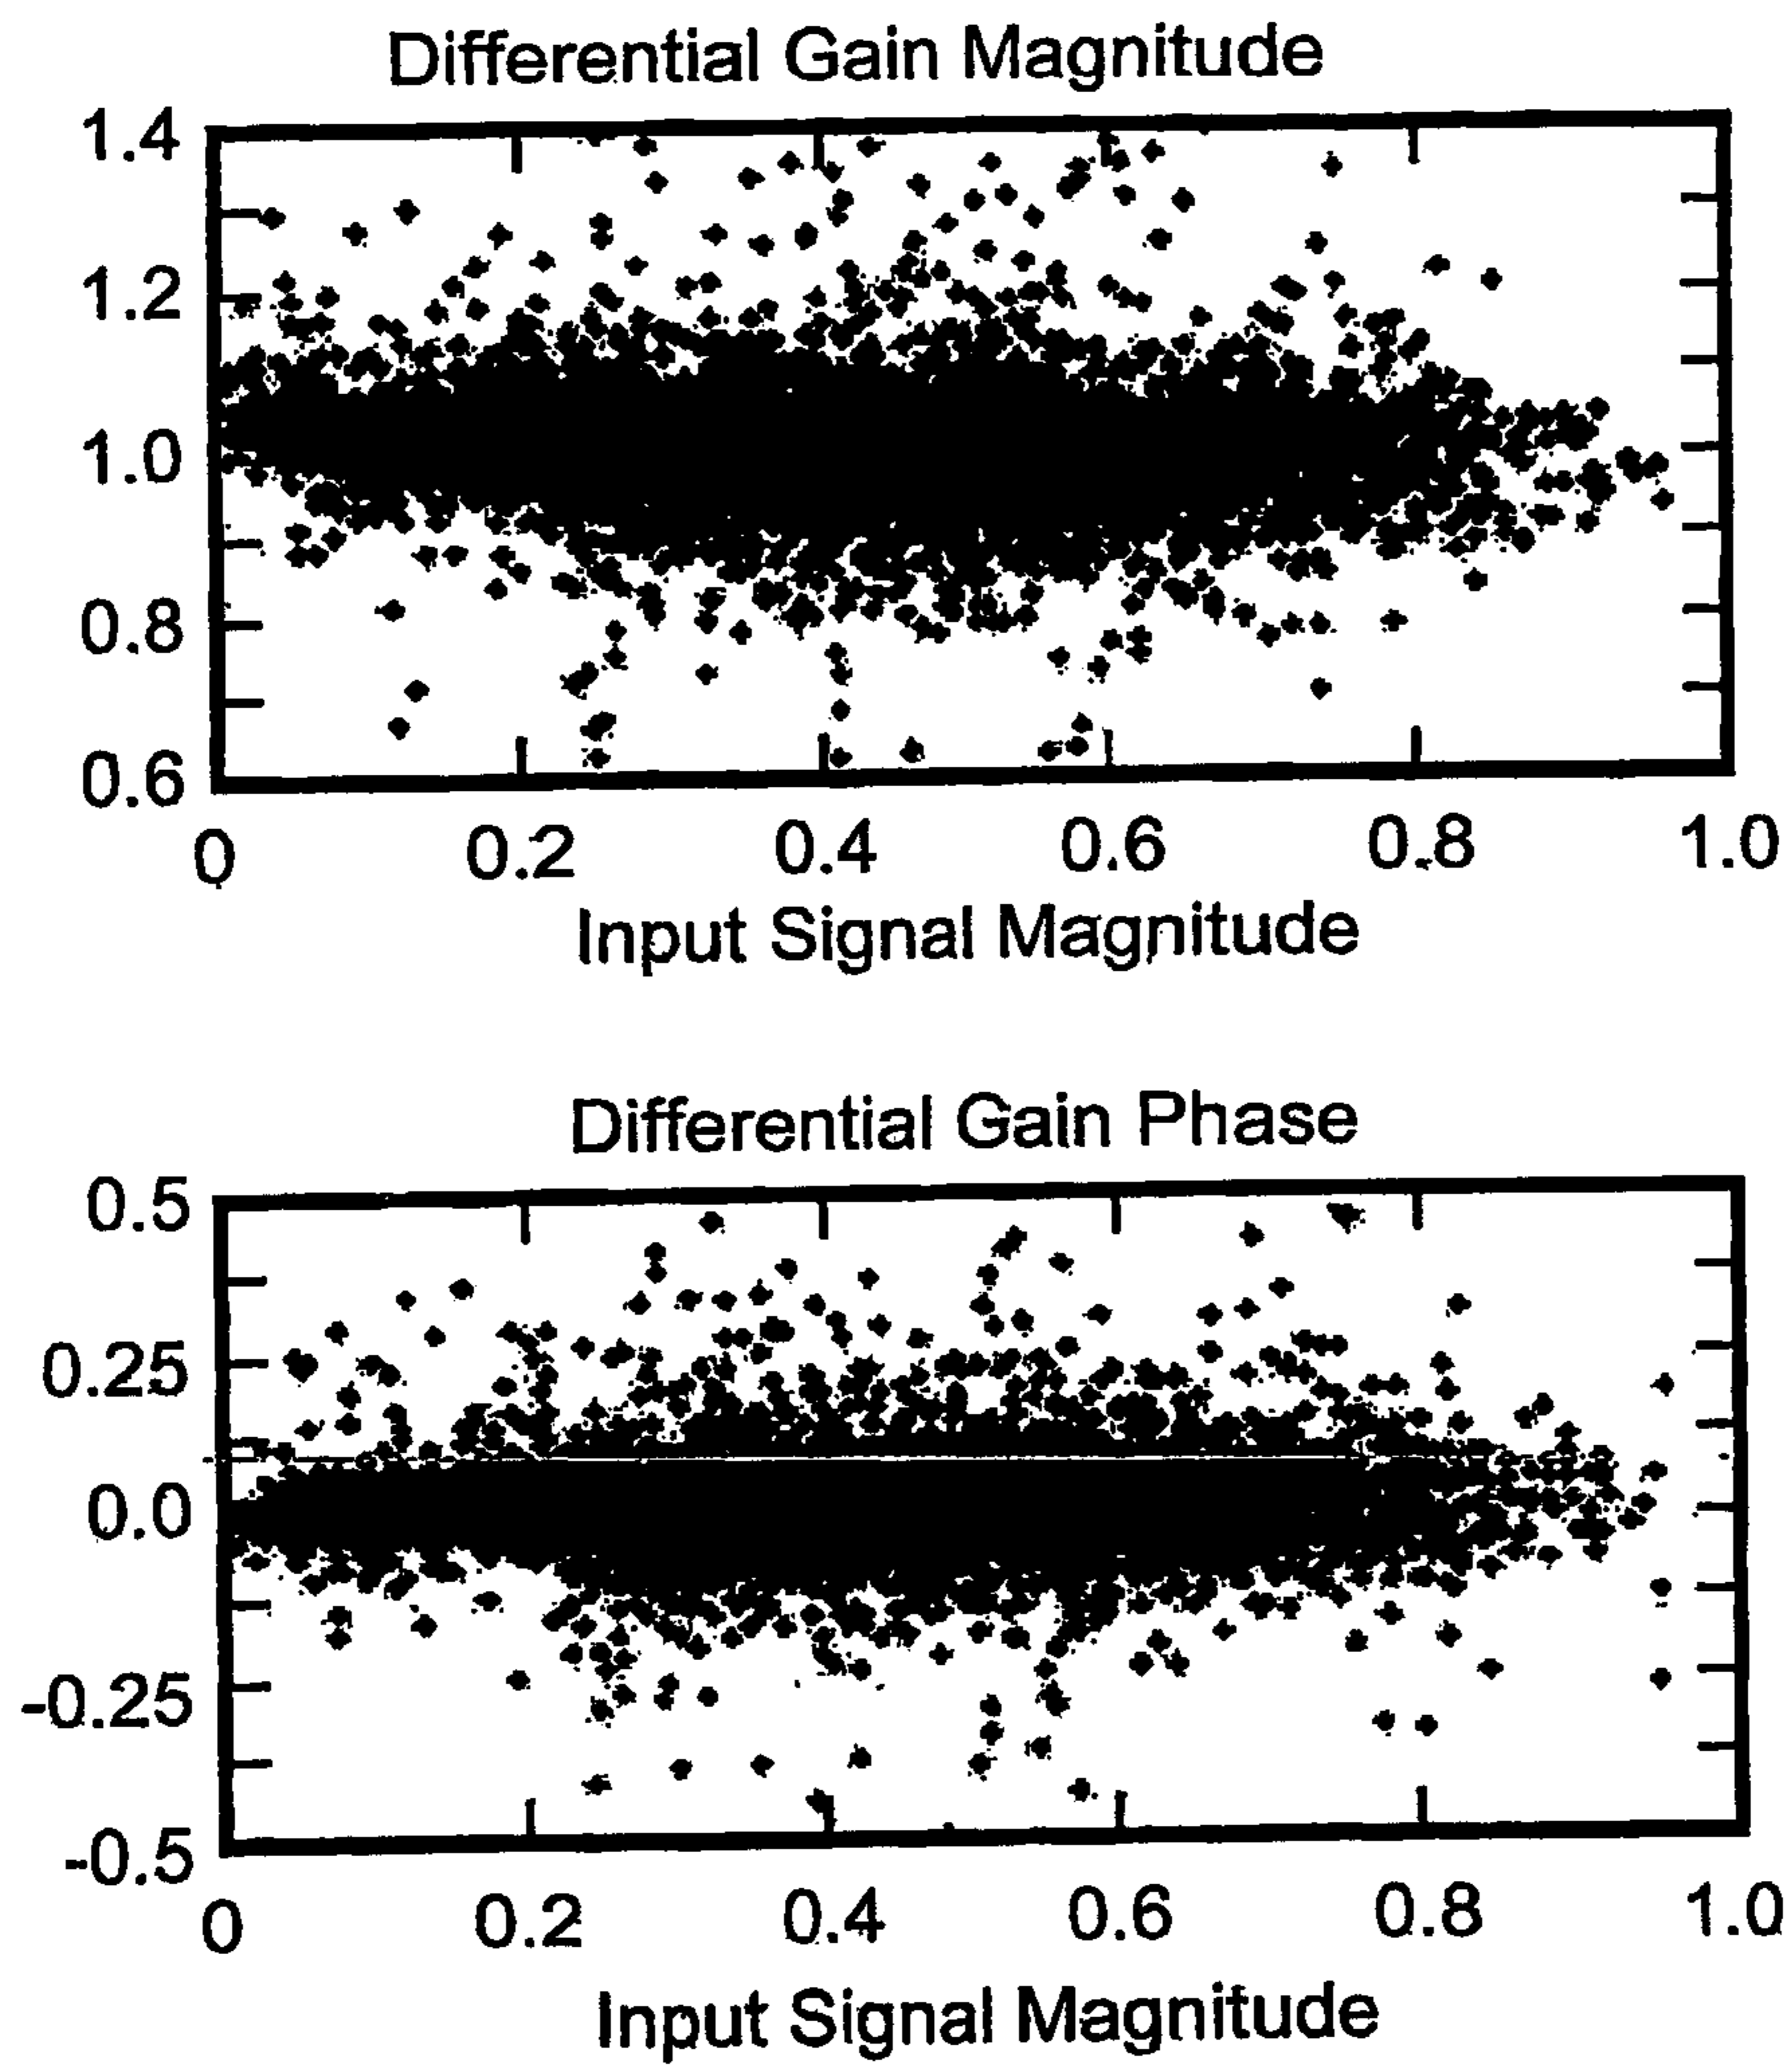 Differential Gain Magnitude
1.4
1.2
1.0
0.8
0.6
0 0.2 0.4 0.6 0.8 1.0
Input Signal Magnitude
Differential Gain Phase
0.5
0.25
0.0
-0.25
-0.5
0 0.2 0.4 0.6 0.8 1.0
Input Signal Magnitude